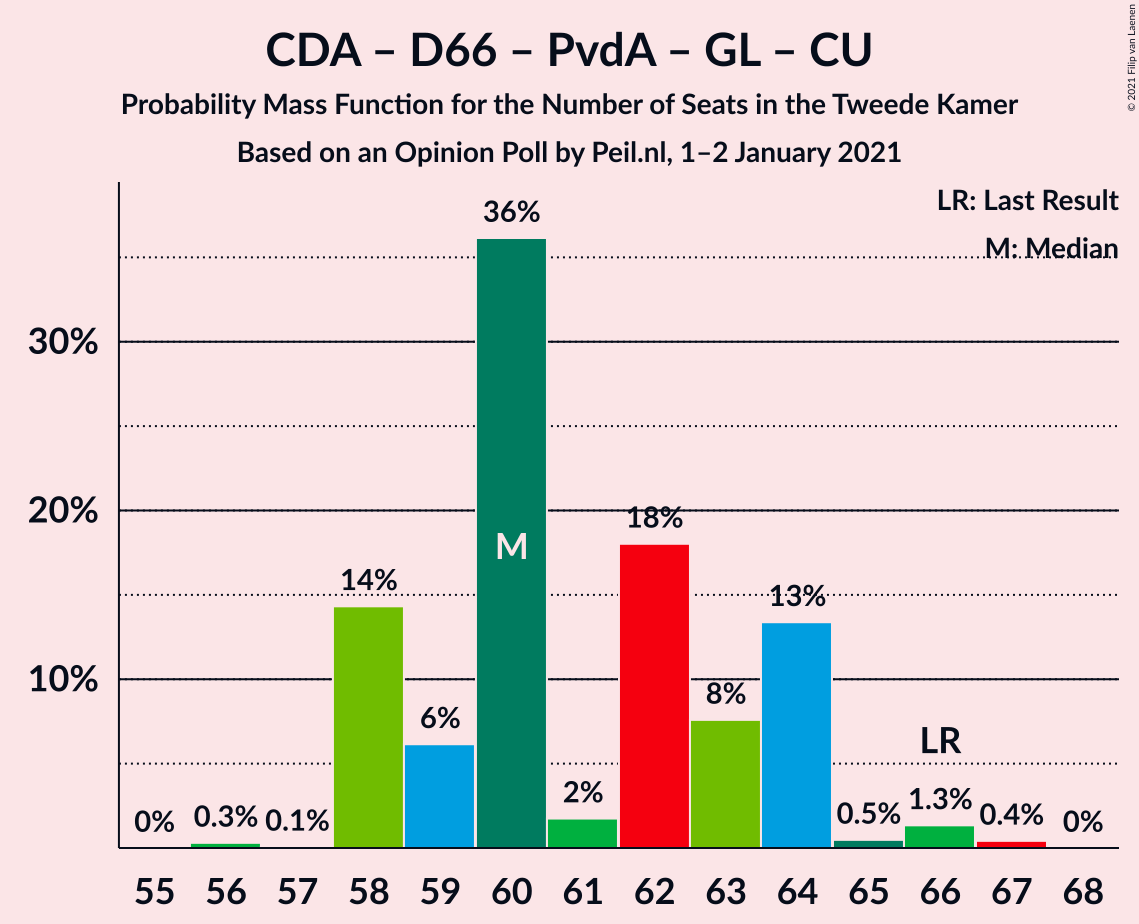 CDA – D66 – PvdA – GL – CU
Probability Mass Function for the Number of Seats in the Tweede Kamer
Based on an Opinion Poll by Peil.nl, 1–2 January 2021
© 2021 Filip van Laenen
LR: Last Result
M: Median
36%
30%
20%
18%
M
14%
13%
10%
8%
6%
LR
2%
1.3%
0%
0.3%
0.1%
0.5%
0.4%
0%
55 56 57 58 59 60 61 62 63 64 65 66 67 68